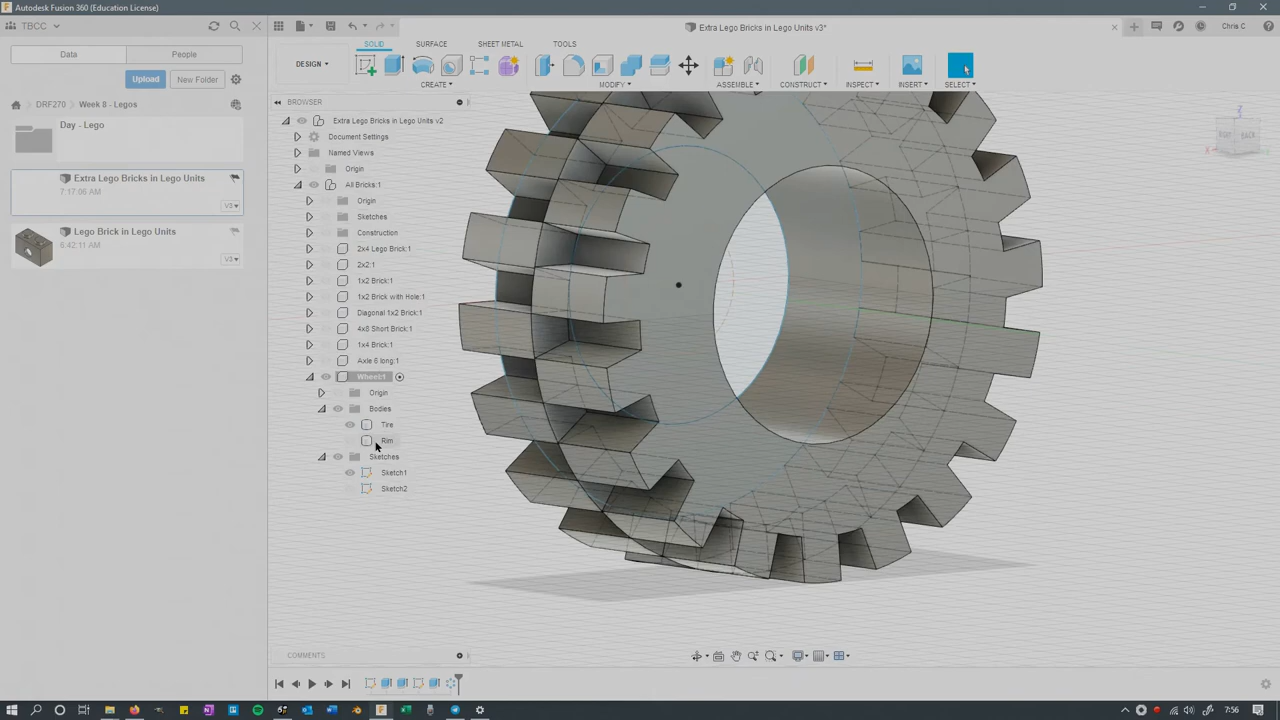 Autodesk Fusion 360 (Education License)
TBCC
Extra Lego Bricks in Lego Units v3*
Chris C
Data
People
SOLID
SURFACE
SHEET METAL
TOOLS
DESIGN
Upload
New Folder
CREATE
MODIFY
ASSEMBLE
CONSTRUCT
INSPECT
INSERT
SELECT
DRF270
Week 8 - Legos
BROWSER
Day - Lego
Extra Lego Bricks in Lego Units v2
Document Settings
Named Views
Origin
Extra Lego Bricks in Lego Units
7:17:06 AM
V2
All Bricks:1
Origin
Sketches
Construction
Lego Brick in Lego Units
6:42:11 AM
V3
2x4 Lego Brick:1
2x2:1
1x2 Brick:1
1x2 Brick with Hole:1
Diagonal 1x2 Brick:1
4x8 Short Brick:1
1x4 Brick:1
Axle 6 long:1
Wheel:1
Origin
Bodies
Tire
Rim
Sketches
Sketch1
Sketch2
Z
BACK
X
COMMENTS
7:56